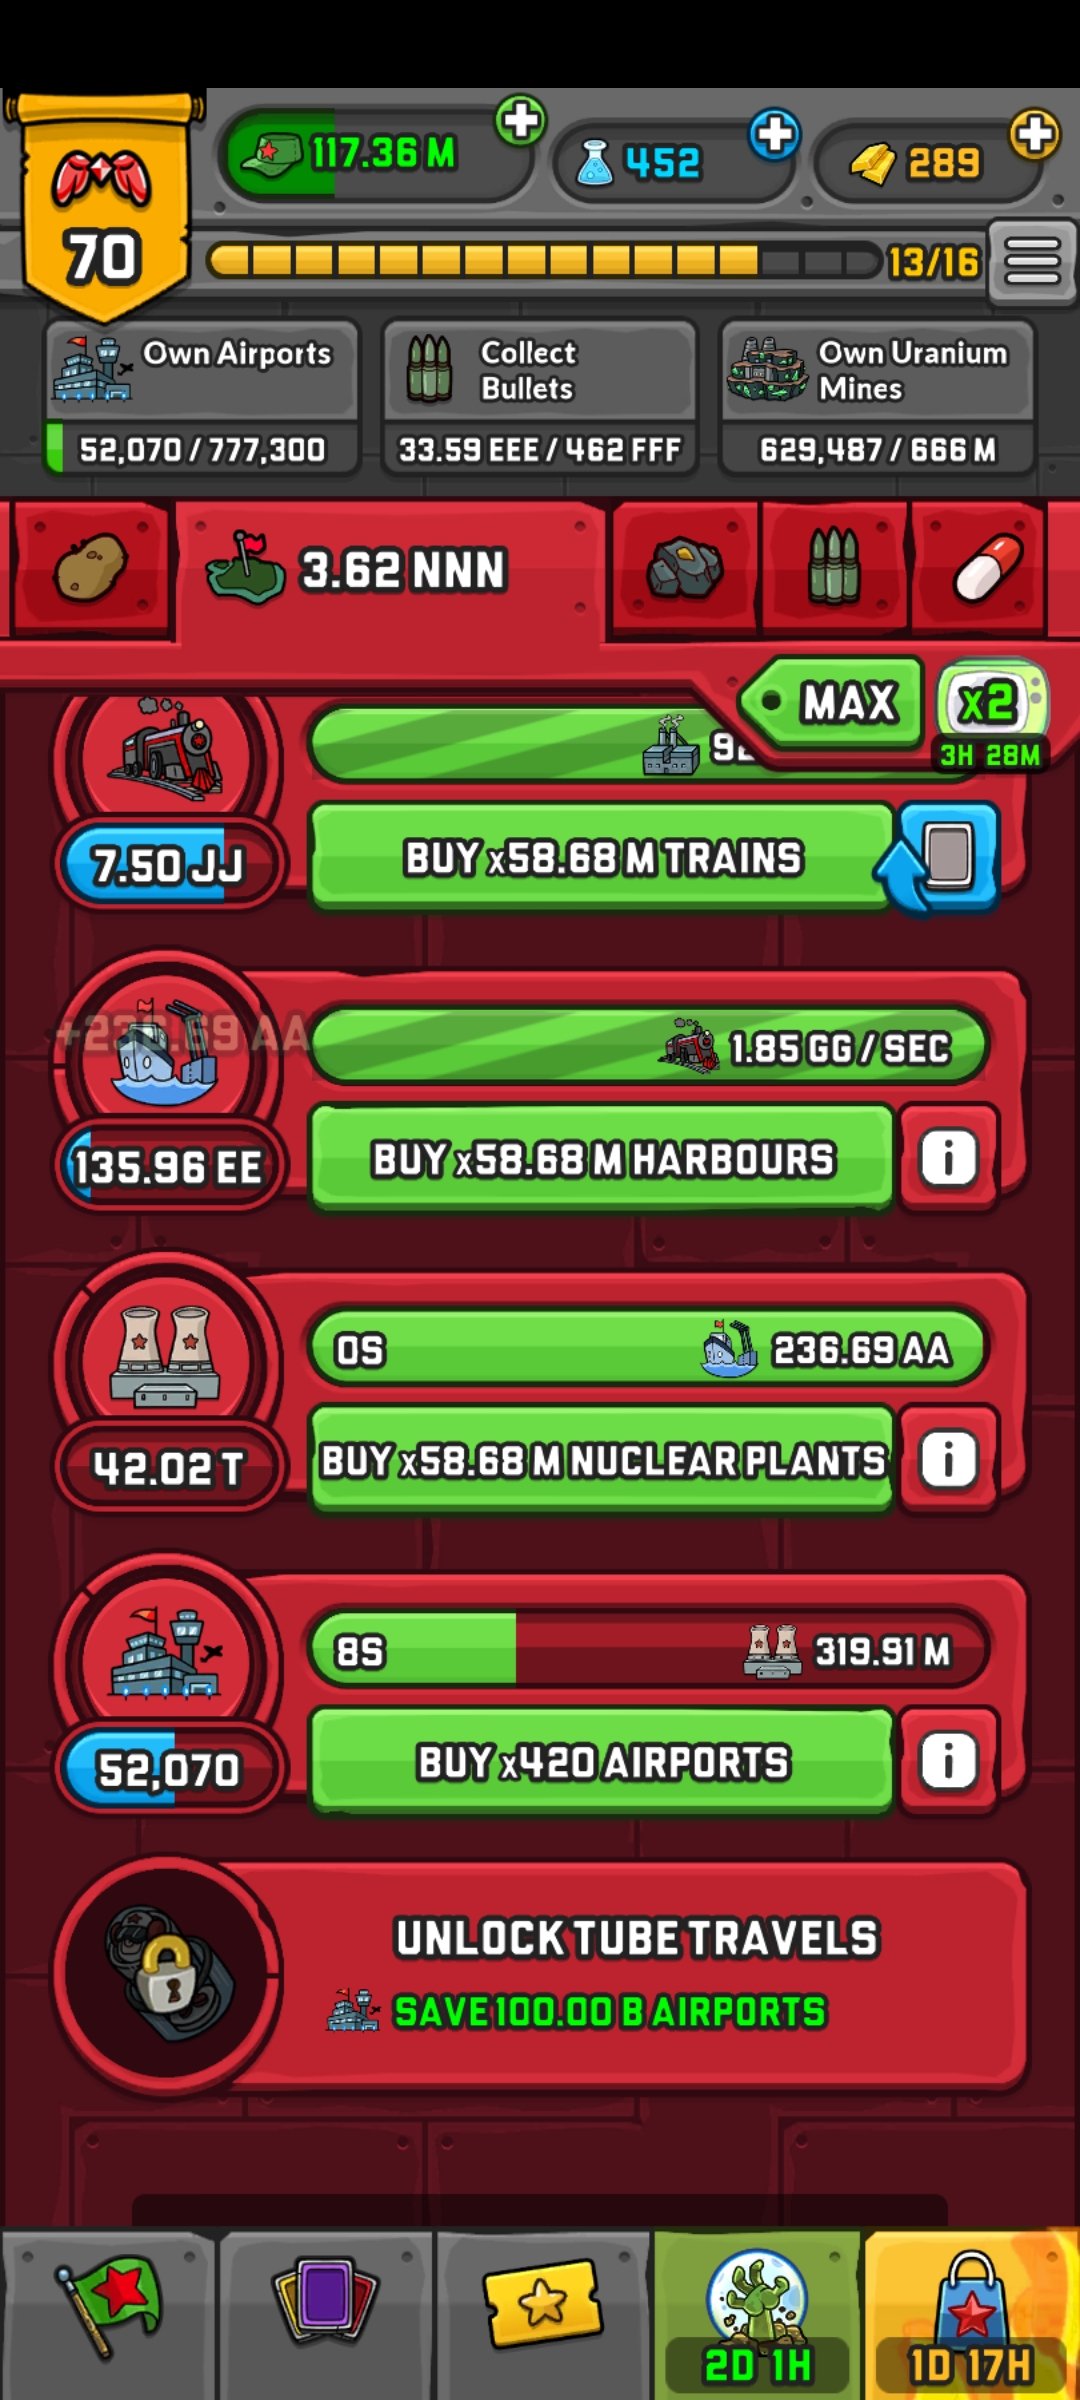 117.36 M
452
289
70
13/16
Own Airports
52,070 / 777,300
Collect
Bullets
33.59 EEE / 462 FFF
Own Uranium
Mines
629,487 / 666 M
3.62 NNN
MAX
x2
3H 28M
7.50 JJ
BUY x58.68 M TRAINS
+236.69 AA
1.85 GG / SEC
135.96 EE
BUY x58.68 M HARBOURS
0S
236.69 AA
42.02 T
BUY x58.68 M NUCLEAR PLANTS
8S
319.91 M
52,070
BUY x420 AIRPORTS
UNLOCK TUBE TRAVELS
SAVE 100.00 B AIRPORTS
2D 1H
1D 17H